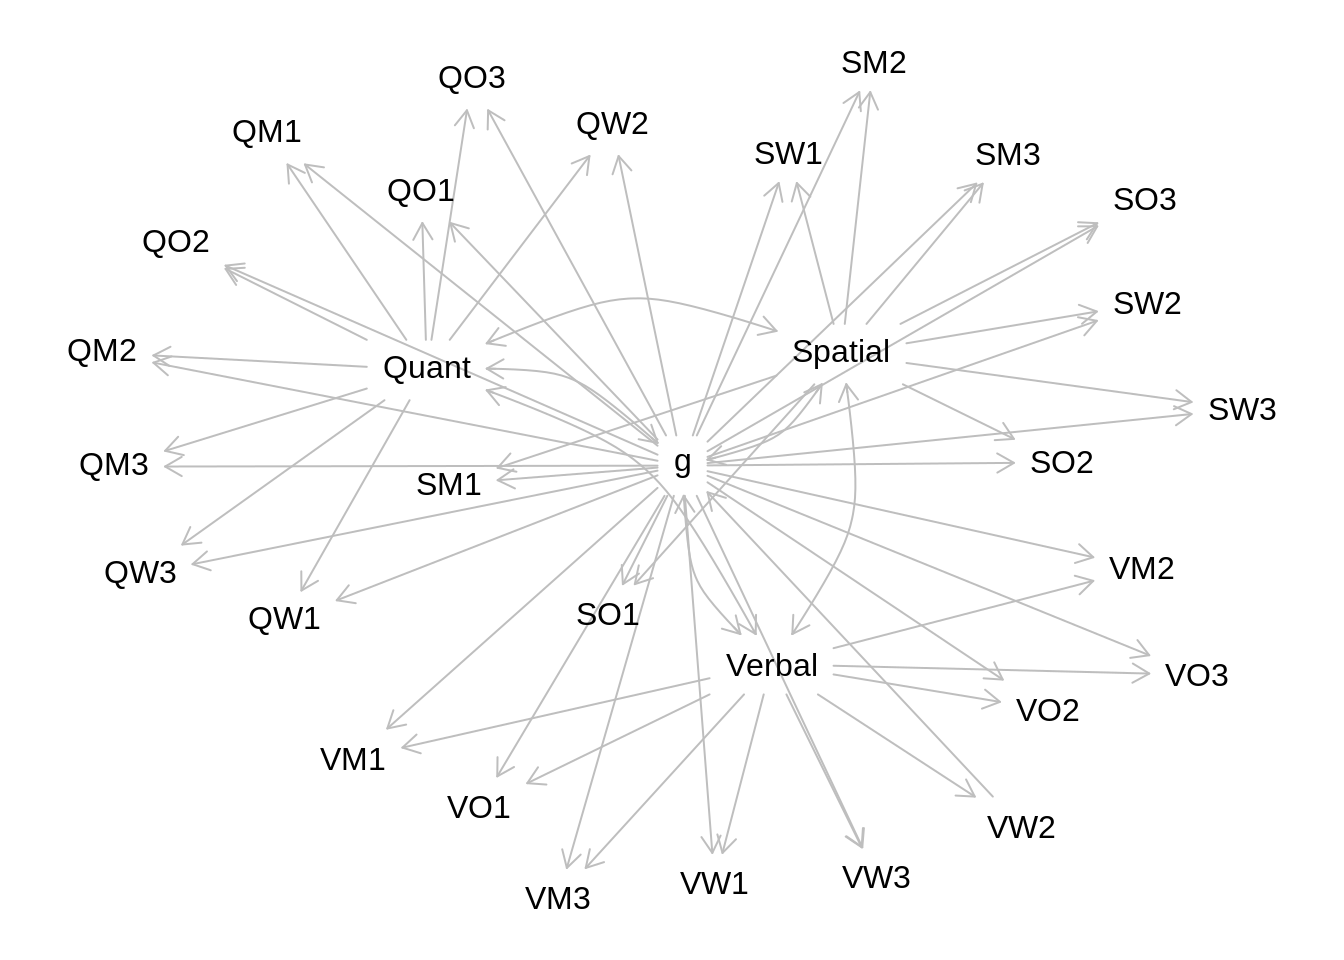 SM2
QO3
QW2
QM1
SW1
SM3
QO1
SO3
QO2
SW2
QM2
Spatial
Quant
SW3
g
SO2
QM3
SM1
VM2
QW3
SO1
QW1
Verbal
VO3
VO2
VM1
VO1
VW2
VW3
VW1
VM3